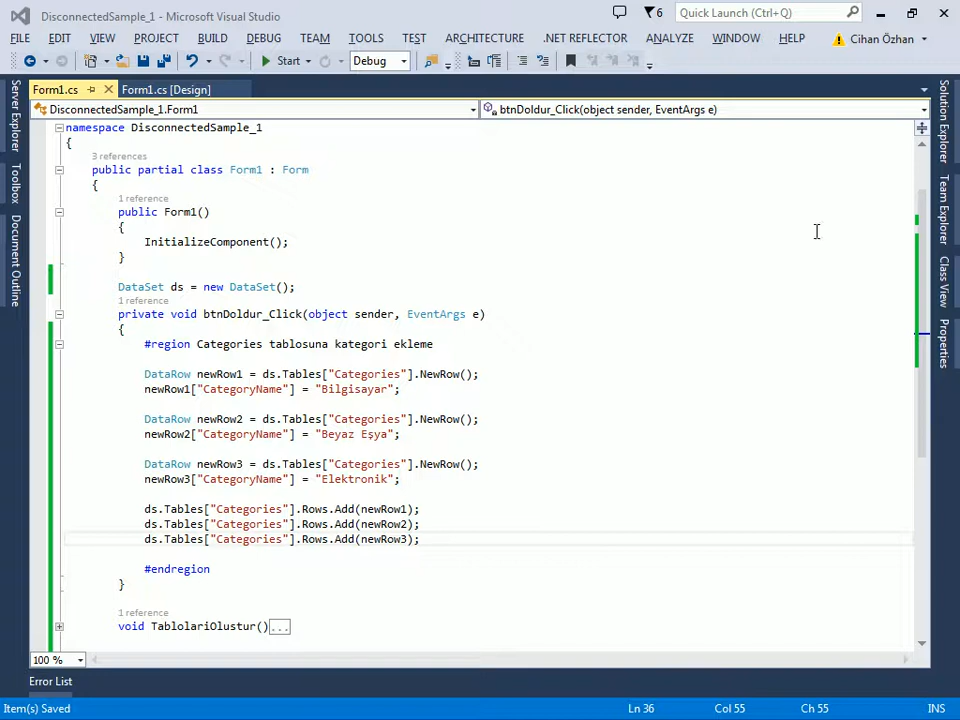 DisconnectedSample_1 - Microsoft Visual Studio
6
Quick Launch (Ctrl+Q)
FILE EDIT VIEW PROJECT BUILD DEBUG TEAM TOOLS TEST ARCHITECTURE .NET REFLECTOR ANALYZE WINDOW HELP Cihan Özhan
Start Debug
Form1.cs Form1.cs [Design]
DisconnectedSample_1.Form1 btnDoldur_Click(object sender, EventArgs e)
Server Explorer
Toolbox
Document Outline
namespace DisconnectedSample_1
{
3 references
public partial class Form1 : Form
{
1 reference
public Form1()
{
InitializeComponent();
}
DataSet ds = new DataSet();
1 reference
private void btnDoldur_Click(object sender, EventArgs e)
{
#region Categories tablosuna kategori ekleme
DataRow newRow1 = ds.Tables["Categories"].NewRow();
newRow1["CategoryName"] = "Bilgisayar";
DataRow newRow2 = ds.Tables["Categories"].NewRow();
newRow2["CategoryName"] = "Beyaz Eşya";
DataRow newRow3 = ds.Tables["Categories"].NewRow();
newRow3["CategoryName"] = "Elektronik";
ds.Tables["Categories"].Rows.Add(newRow1);
ds.Tables["Categories"].Rows.Add(newRow2);
ds.Tables["Categories"].Rows.Add(newRow3);
#endregion
}
1 reference
void TablolariOlustur()...
Solution Explorer
Team Explorer
Class View
Properties
100 %
Error List
Item(s) Saved Ln 36 Col 55 Ch 55 INS